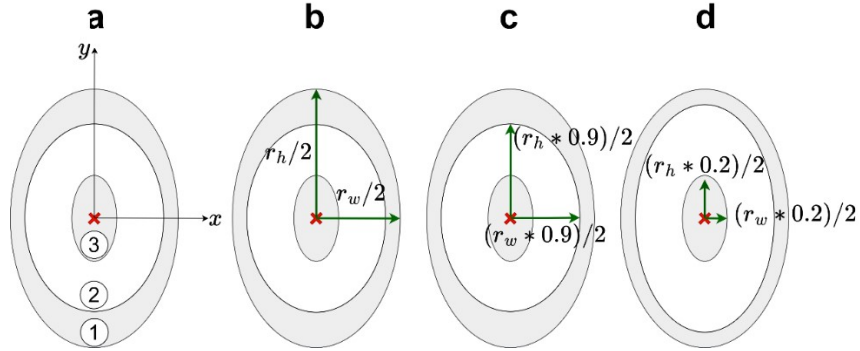 a
b
c
d
y
x
3
2
1
r_h/2
r_w/2
(r_h * 0.9)/2
(r_w * 0.9)/2
(r_h * 0.2)/2
(r_w * 0.2)/2